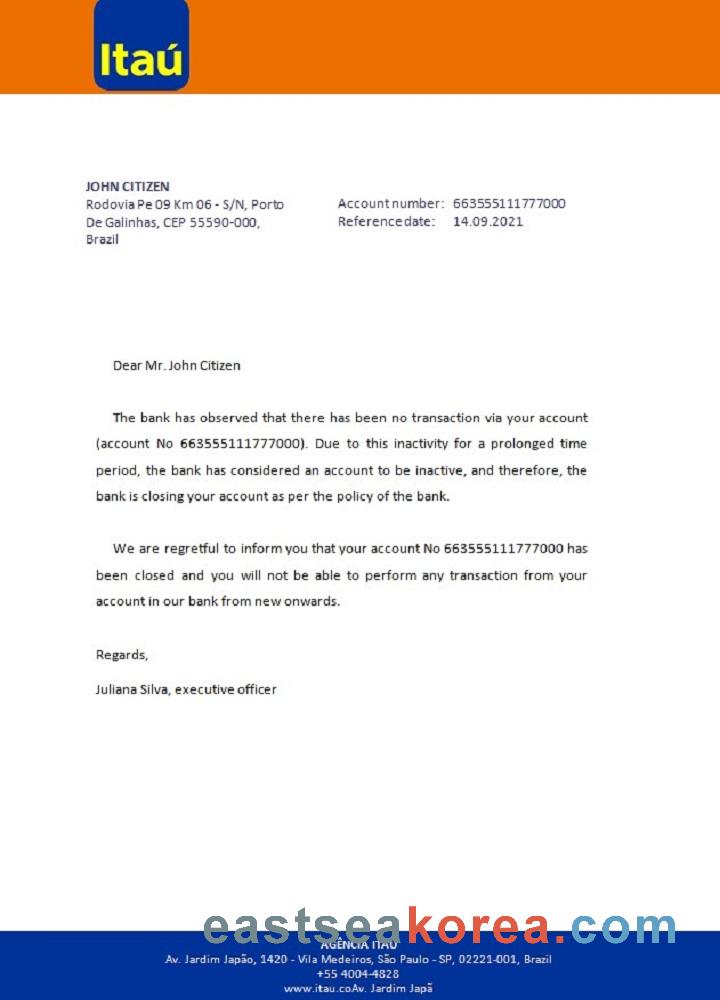 Itaú
JOHN CITIZEN
Rodovia Pe 09 Km 06 - S/N, Porto
De Galinhas, CEP 55590-000,
Brazil
Account number: 663555111777000
Reference date: 14.09.2021
Dear Mr. John Citizen
The bank has observed that there has been no transaction via your account
(account No 663555111777000). Due to this inactivity for a prolonged time
period, the bank has considered an account to be inactive, and therefore, the
bank is closing your account as per the policy of the bank.
We are regretful to inform you that your account No 663555111777000 has
been closed and you will not be able to perform any transaction from your
account in our bank from new onwards.
Regards,
Juliana Silva, executive officer
eastseakorea.com
AGÊNCIA ITAÚ
Av. Jardim Japão, 1420 - Vila Medeiros, São Paulo - SP, 02221-001, Brazil
+55 4004-4828
www.itau.coAv. Jardim Japã